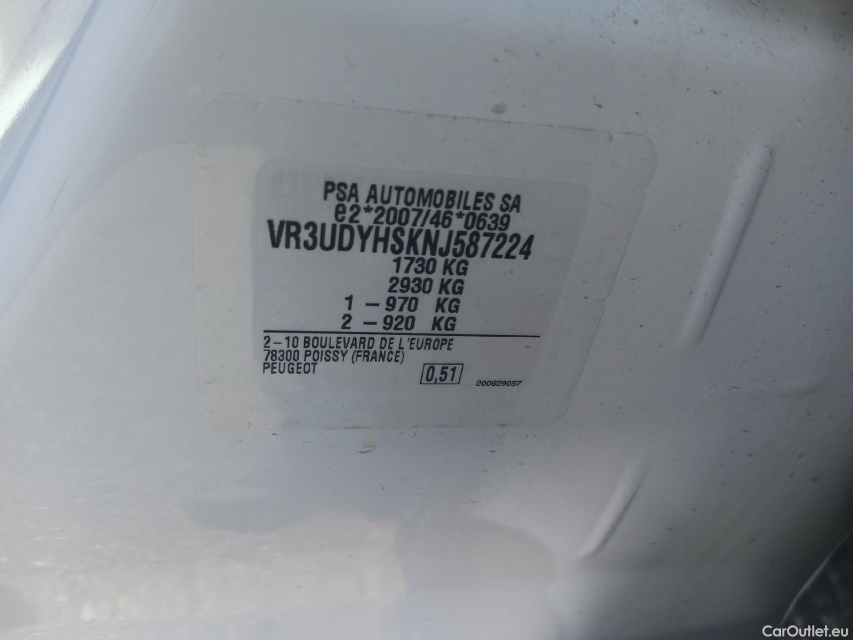 PSA AUTOMOBILES SA
e2*2007/46*0639
VR3UDYHSKNJ587224
1730 KG
2930 KG
1 – 970 KG
2 – 920 KG
2–10 BOULEVARD DE L'EUROPE
78300 POISSY (FRANCE)
PEUGEOT
0,51
200629087
CarOutlet.eu